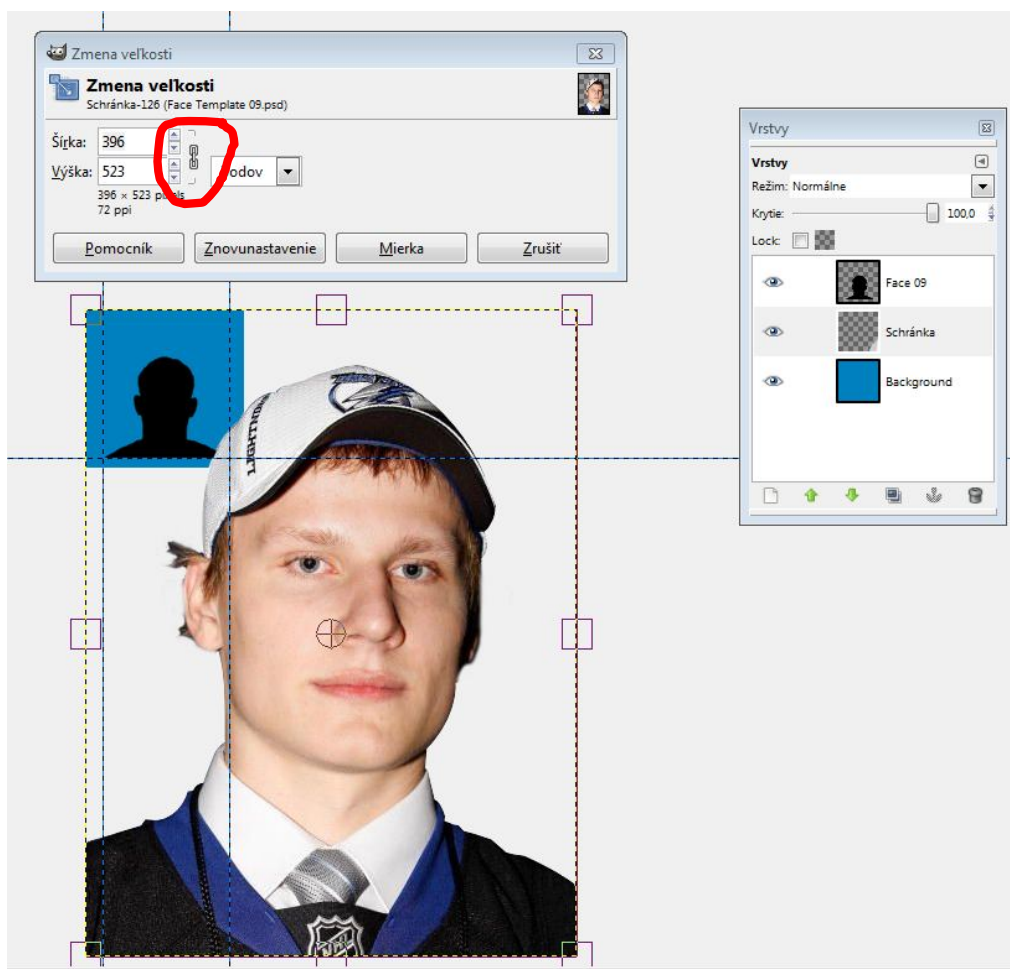 Zmena veľkosti
Zmena veľkosti
Schránka-126 (Face Template 09.psd)
Šírka: 396
Výška: 523
396 × 523
72 ppi
Pomocník Znovunastavenie Mierka Zrušiť
Vrstvy
Vrstvy
Režim: Normálne
Krytie: 100,0
Lock:
Face 09
Schránka
Background
LIGHTNING
NHL